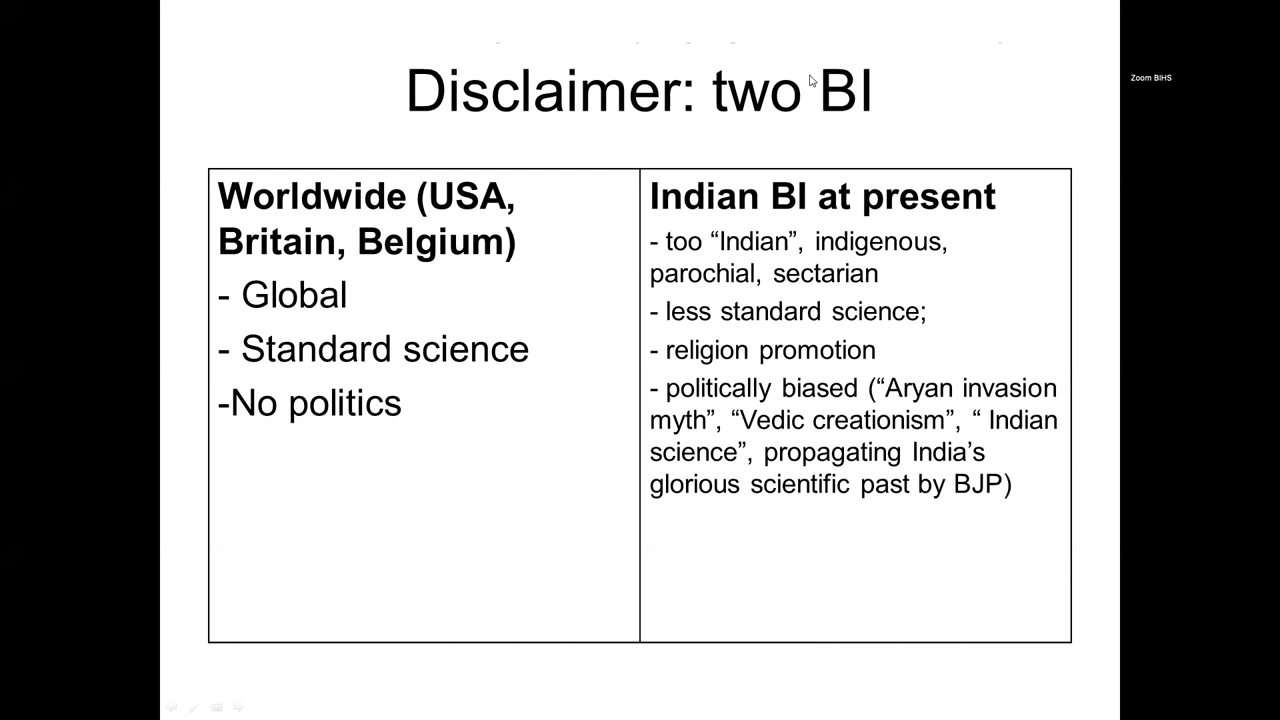 Disclaimer: two BI
Zoom BIHS
Worldwide (USA,
Britain, Belgium)
- Global
- Standard science
-No politics
Indian BI at present
- too “Indian”, indigenous,
parochial, sectarian
- less standard science;
- religion promotion
- politically biased (“Aryan invasion
myth”, “Vedic creationism”, “ Indian
science”, propagating India’s
glorious scientific past by BJP)